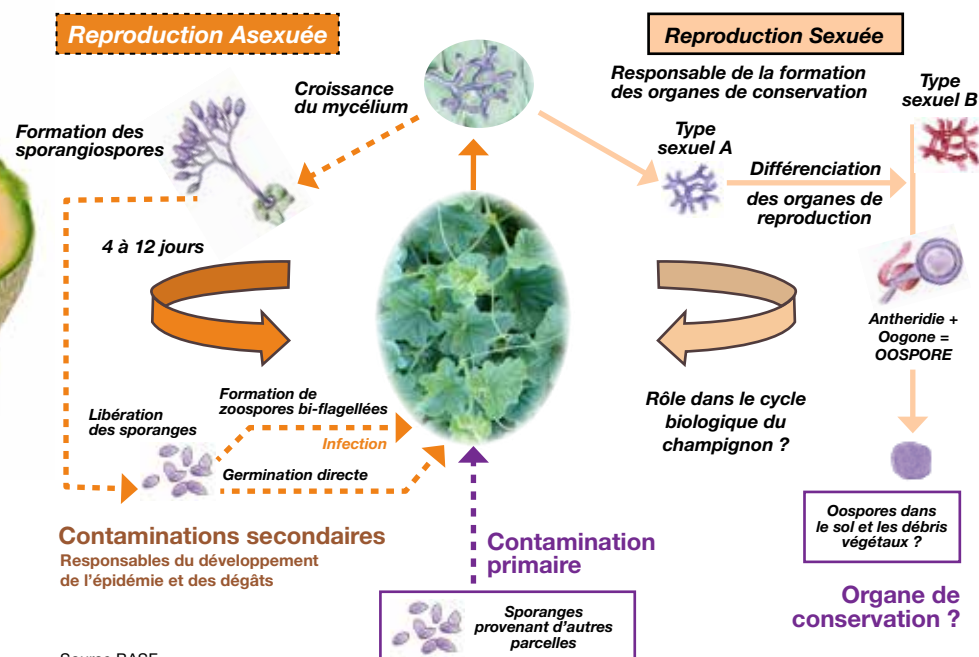 Reproduction Asexuée
Reproduction Sexuée
Croissance
du mycélium
Formation des
sporangiospores
4 à 12 jours
Libération
des sporanges
Formation de
zoospores bi-flagellées
Infection
Germination directe
Contaminations secondaires
Responsables du développement
de l'épidémie et des dégâts
Contamination
primaire
Sporanges
provenant d'autres
parcelles
Responsable de la formation
des organes de conservation
Type
sexuel A
Type
sexuel B
Différenciation
des organes de
reproduction
Antheridie +
Oogone =
OOSPORE
Rôle dans le cycle
biologique du
champignon ?
Oospores dans
le sol et les débris
végétaux ?
Organe de
conservation ?